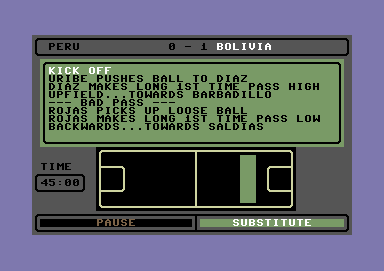 PERU 0 - 1 BOLIVIA
KICK OFF
URIBE PUSHES BALL TO DIAZ
DIAZ MAKES LONG 1ST TIME PASS HIGH
UPFIELD...TOWARDS BARBADILLO
--- BAD PASS ---
ROJAS PICKS UP LOOSE BALL
ROJAS MAKES LONG 1ST TIME PASS LOW
BACKWARDS...TOWARDS SALDIAS
TIME
45:00
PAUSE SUBSTITUTE